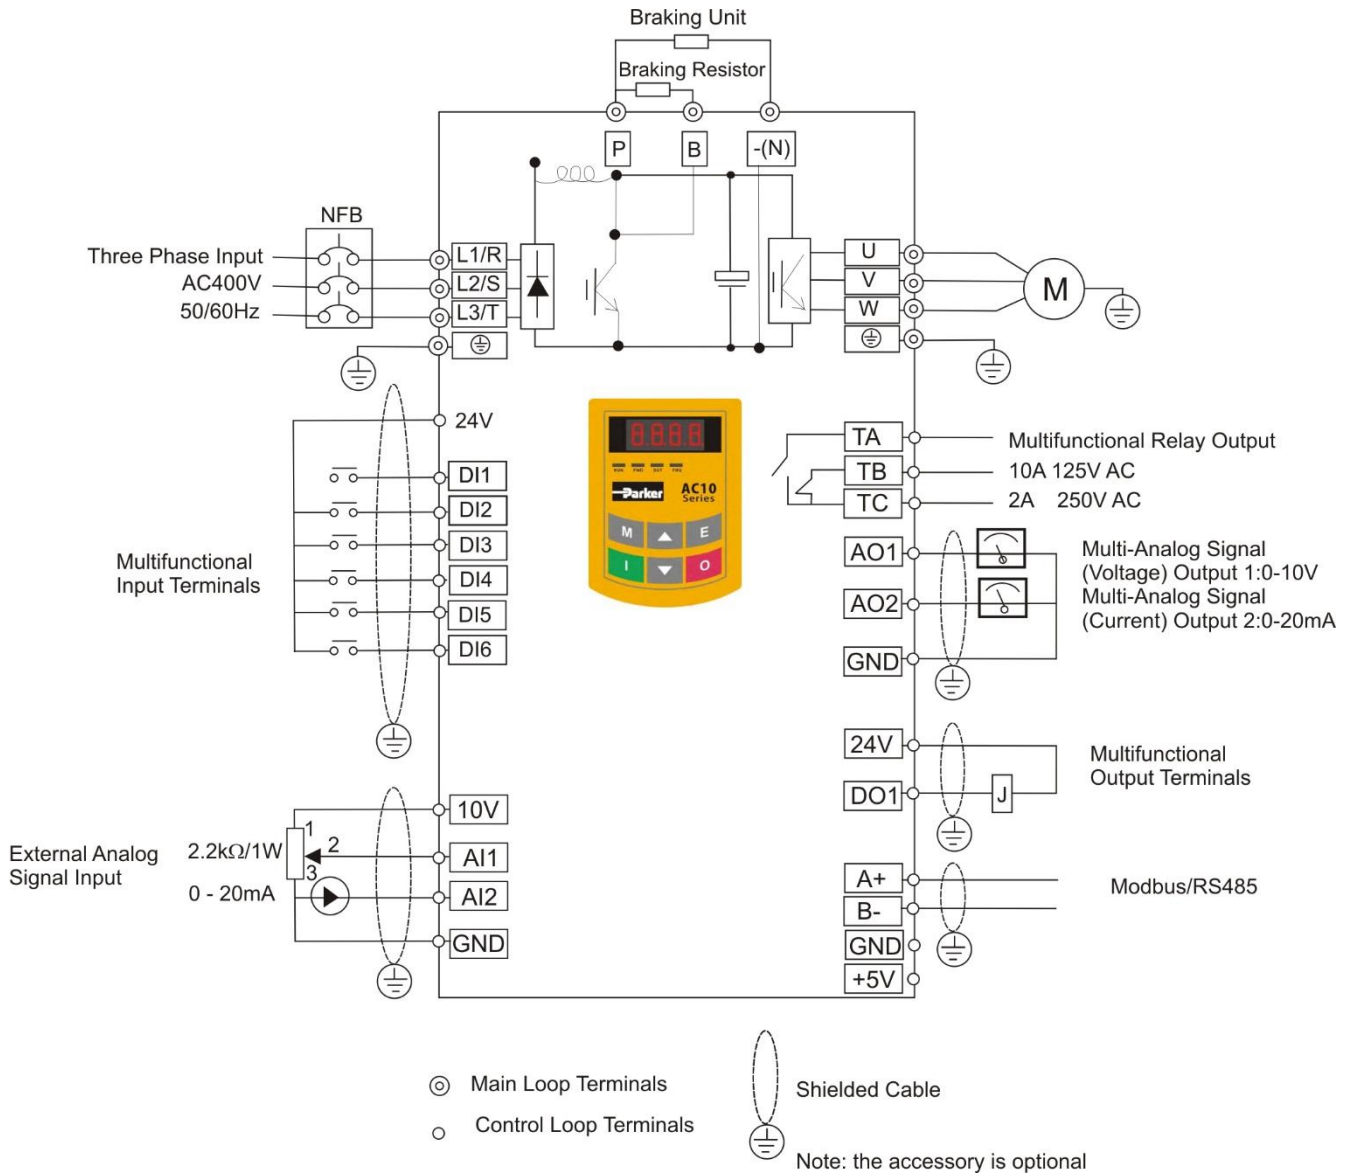 Braking Unit
Braking Resistor
P
B
-(N)
NFB
Three Phase Input
AC400V
50/60Hz
L1/R
L2/S
L3/T
U
V
W
M
24V
DI1
DI2
DI3
DI4
DI5
DI6
Multifunctional
Input Terminals
8.8.8.8
Parker
AC10
Series
M
E
I
O
TA
TB
TC
Multifunctional Relay Output
10A 125V AC
2A 250V AC
AO1
AO2
GND
Multi-Analog Signal
(Voltage) Output 1:0-10V
Multi-Analog Signal
(Current) Output 2:0-20mA
24V
DO1
J
Multifunctional
Output Terminals
10V
AI1
AI2
GND
1
2
3
2.2kΩ/1W
0 - 20mA
External Analog
Signal Input
A+
B-
GND
+5V
Modbus/RS485
Main Loop Terminals
Control Loop Terminals
Shielded Cable
Note: the accessory is optional